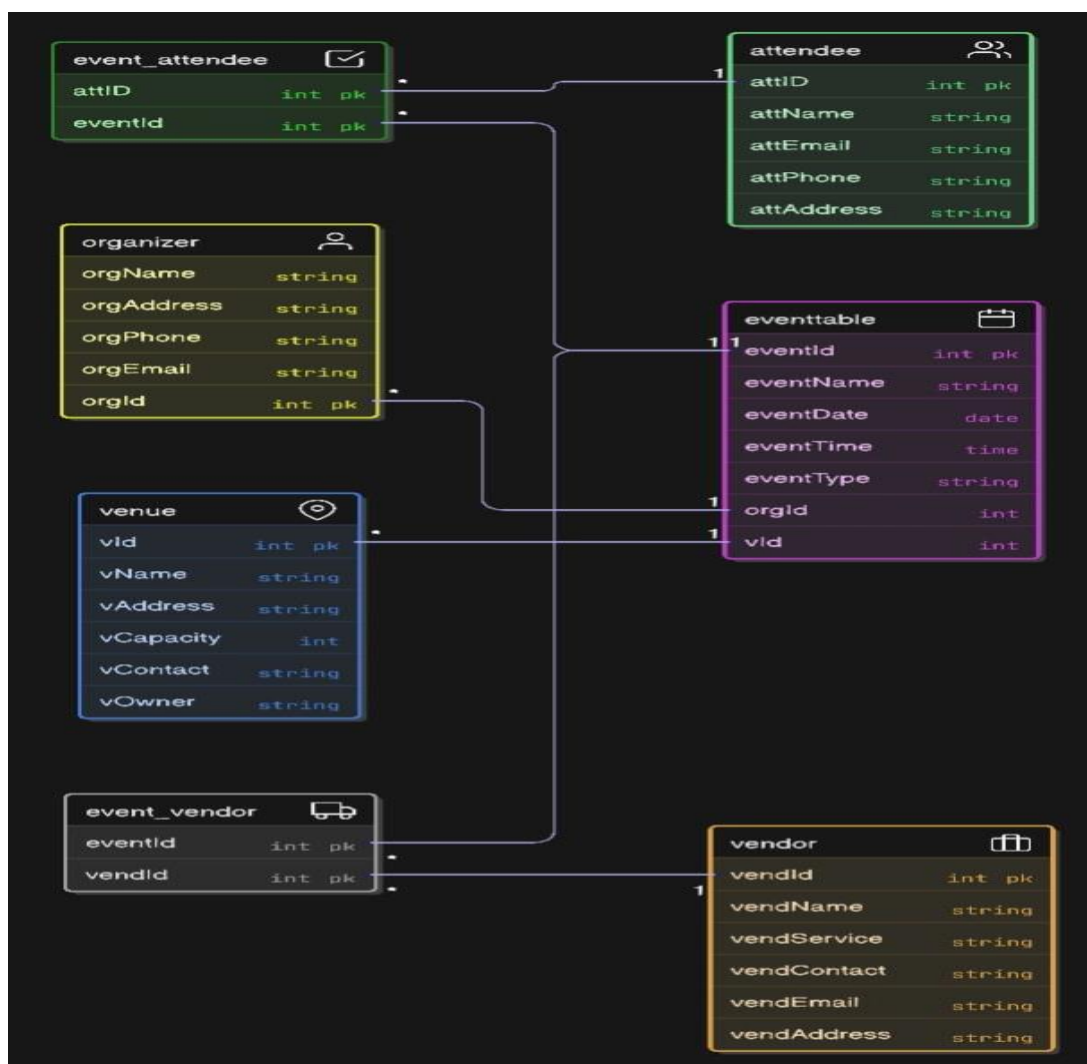 event_attendee
attID int pk
eventId int pk
*
*
1
attendee
attID int pk
attName string
attEmail string
attPhone string
attAddress string
organizer
orgName string
orgAddress string
orgPhone string
orgEmail string
orgId int pk
*
1 1
eventtable
eventId int pk
eventName string
eventDate date
eventTime time
eventType string
orgId int
vId int
1
1
venue
vId int pk
vName string
vAddress string
vCapacity int
vContact string
vOwner string
*
event_vendor
eventId int pk
vendId int pk
*
*
1
vendor
vendId int pk
vendName string
vendService string
vendContact string
vendEmail string
vendAddress string